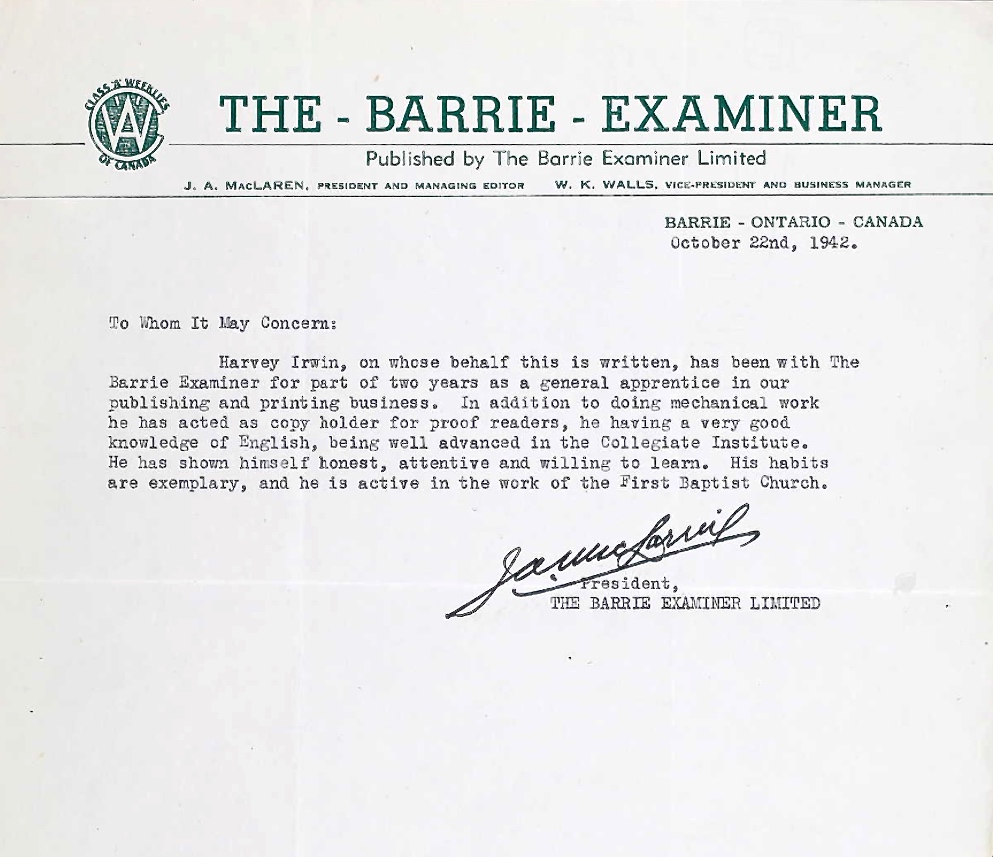 CLASS "A" WEEKLIES
OF CANADA
THE - BARRIE - EXAMINER
Published by The Barrie Examiner Limited
J. A. MacLAREN, PRESIDENT AND MANAGING EDITOR W. K. WALLS, VICE-PRESIDENT AND BUSINESS MANAGER
BARRIE - ONTARIO - CANADA
October 22nd, 1942.
To Whom It May Concern:
Harvey Irwin, on whose behalf this is written, has been with The
Barrie Examiner for part of two years as a general apprentice in our
publishing and printing business. In addition to doing mechanical work
he has acted as copy holder for proof readers, he having a very good
knowledge of English, being well advanced in the Collegiate Institute.
He has shown himself honest, attentive and willing to learn. His habits
are exemplary, and he is active in the work of the First Baptist Church.
President,
THE BARRIE EXAMINER LIMITED